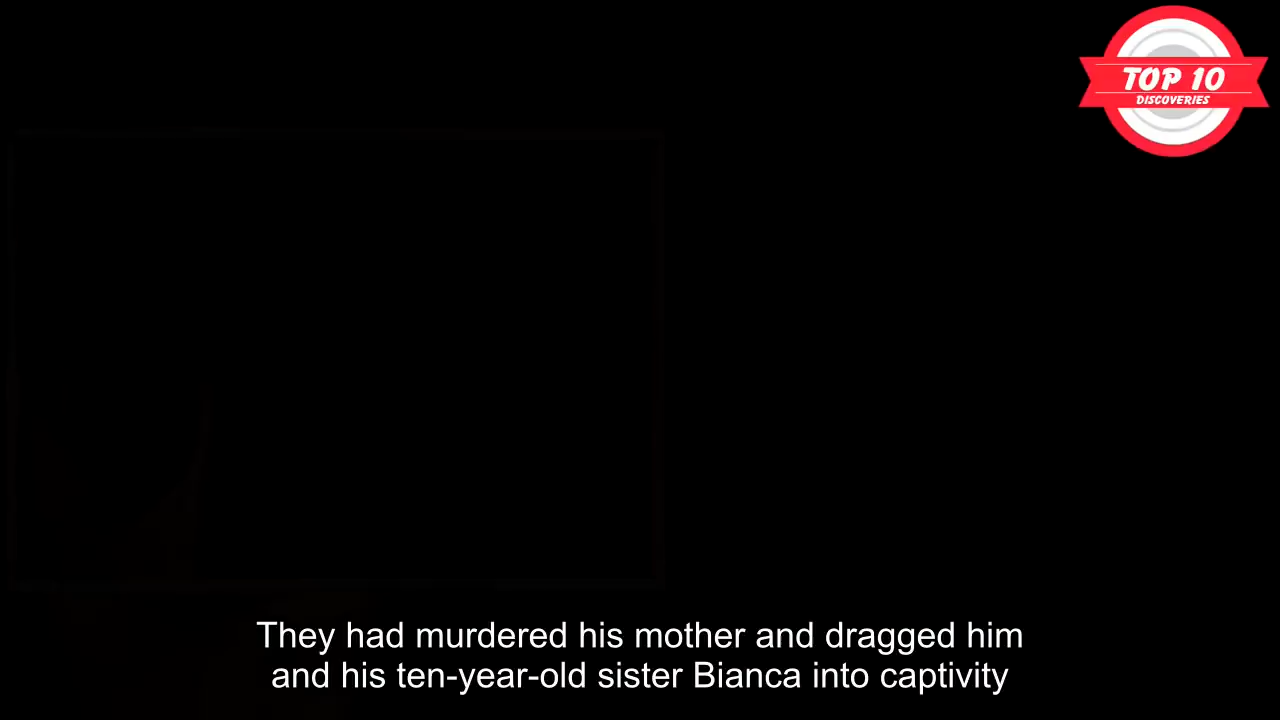 TOP 10
DISCOVERIES
They had murdered his mother and dragged him
and his ten-year-old sister Bianca into captivity